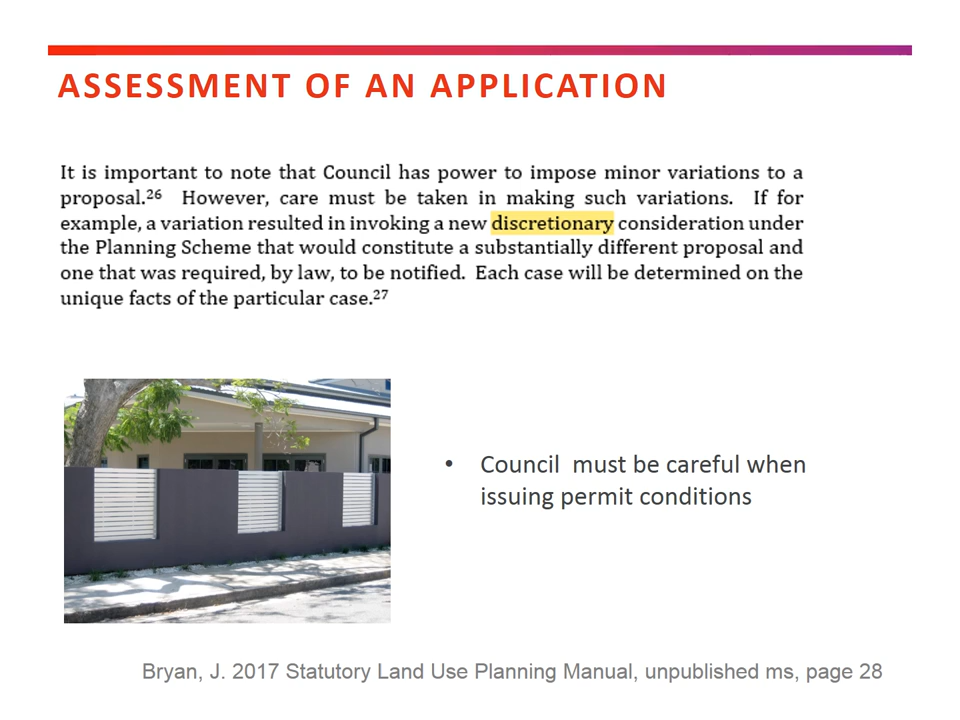 ASSESSMENT OF AN APPLICATION
It is important to note that Council has power to impose minor variations to a
proposal.²⁶ However, care must be taken in making such variations. If for
example, a variation resulted in invoking a new discretionary consideration under
the Planning Scheme that would constitute a substantially different proposal and
one that was required, by law, to be notified. Each case will be determined on the
unique facts of the particular case.²⁷
• Council must be careful when
issuing permit conditions
Bryan, J. 2017 Statutory Land Use Planning Manual, unpublished ms, page 28